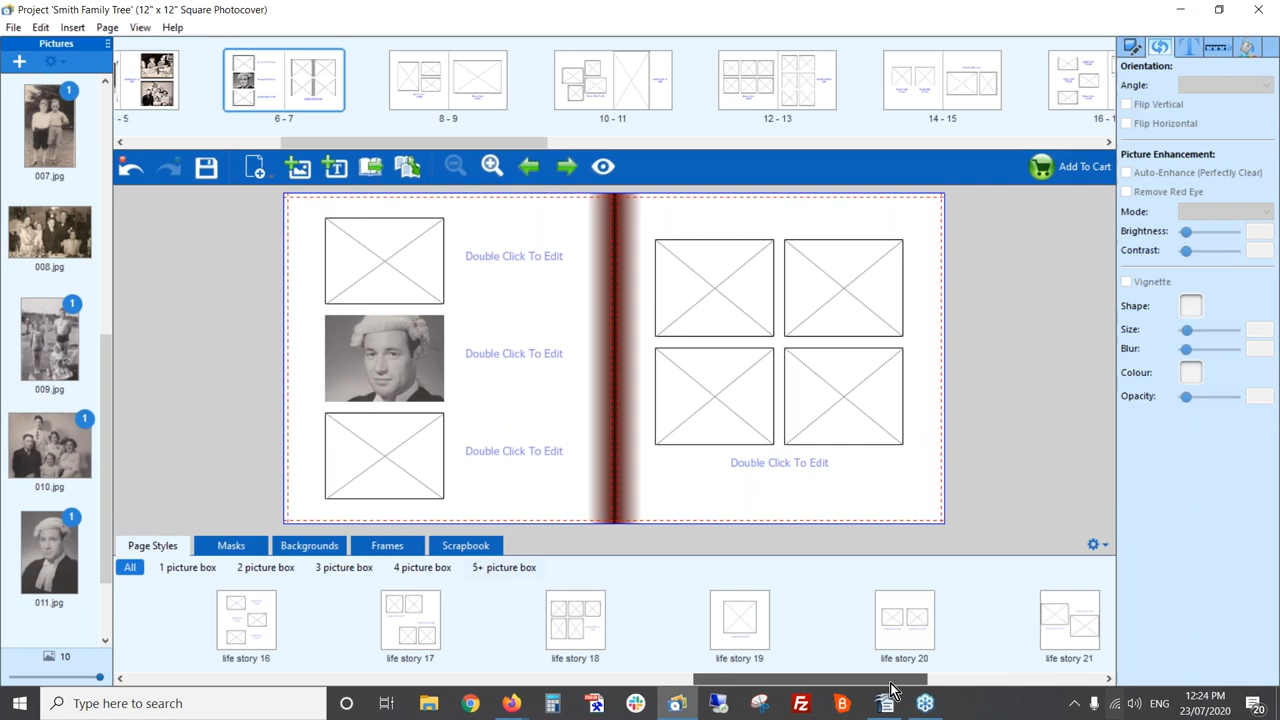 Project 'Smith Family Tree' (12" x 12" Square Photocover)
File Edit Insert Page View Help
Pictures
1
007.jpg
008.jpg
1
009.jpg
1
010.jpg
1
011.jpg
10
- 5
6 - 7
8 - 9
10 - 11
12 - 13
14 - 15
16 - 1
Add To Cart
Double Click To Edit
Double Click To Edit
Double Click To Edit
Double Click To Edit
Page Styles Masks Backgrounds Frames Scrapbook
All 1 picture box 2 picture box 3 picture box 4 picture box 5+ picture box
life story 16 life story 17 life story 18 life story 19 life story 20 life story 21
Orientation:
Angle:
Flip Vertical
Flip Horizontal
Picture Enhancement:
Auto-Enhance (Perfectly Clear)
Remove Red Eye
Mode:
Brightness:
Contrast:
Vignette
Shape:
Size:
Blur:
Colour:
Opacity:
Type here to search
ENG
12:24 PM
23/07/2020
20